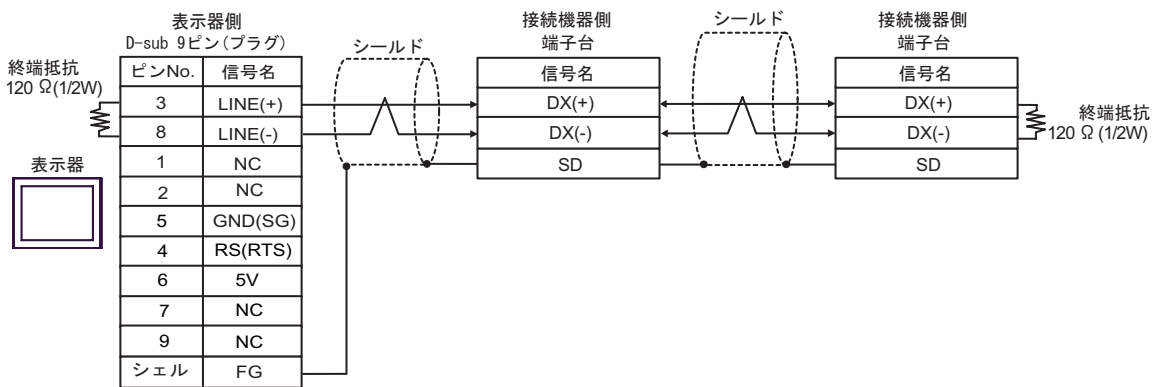 表示器側
D-sub 9ピン(プラグ)
終端抵抗
120 Ω(1/2W)
表示器
ピンNo. 信号名
3 LINE(+)
8 LINE(-)
1 NC
2 NC
5 GND(SG)
4 RS(RTS)
6 5V
7 NC
9 NC
シェル FG
シールド
接続機器側
端子台
信号名
DX(+)
DX(-)
SD
シールド
接続機器側
端子台
信号名
DX(+)
DX(-)
SD
終端抵抗
120 Ω (1/2W)